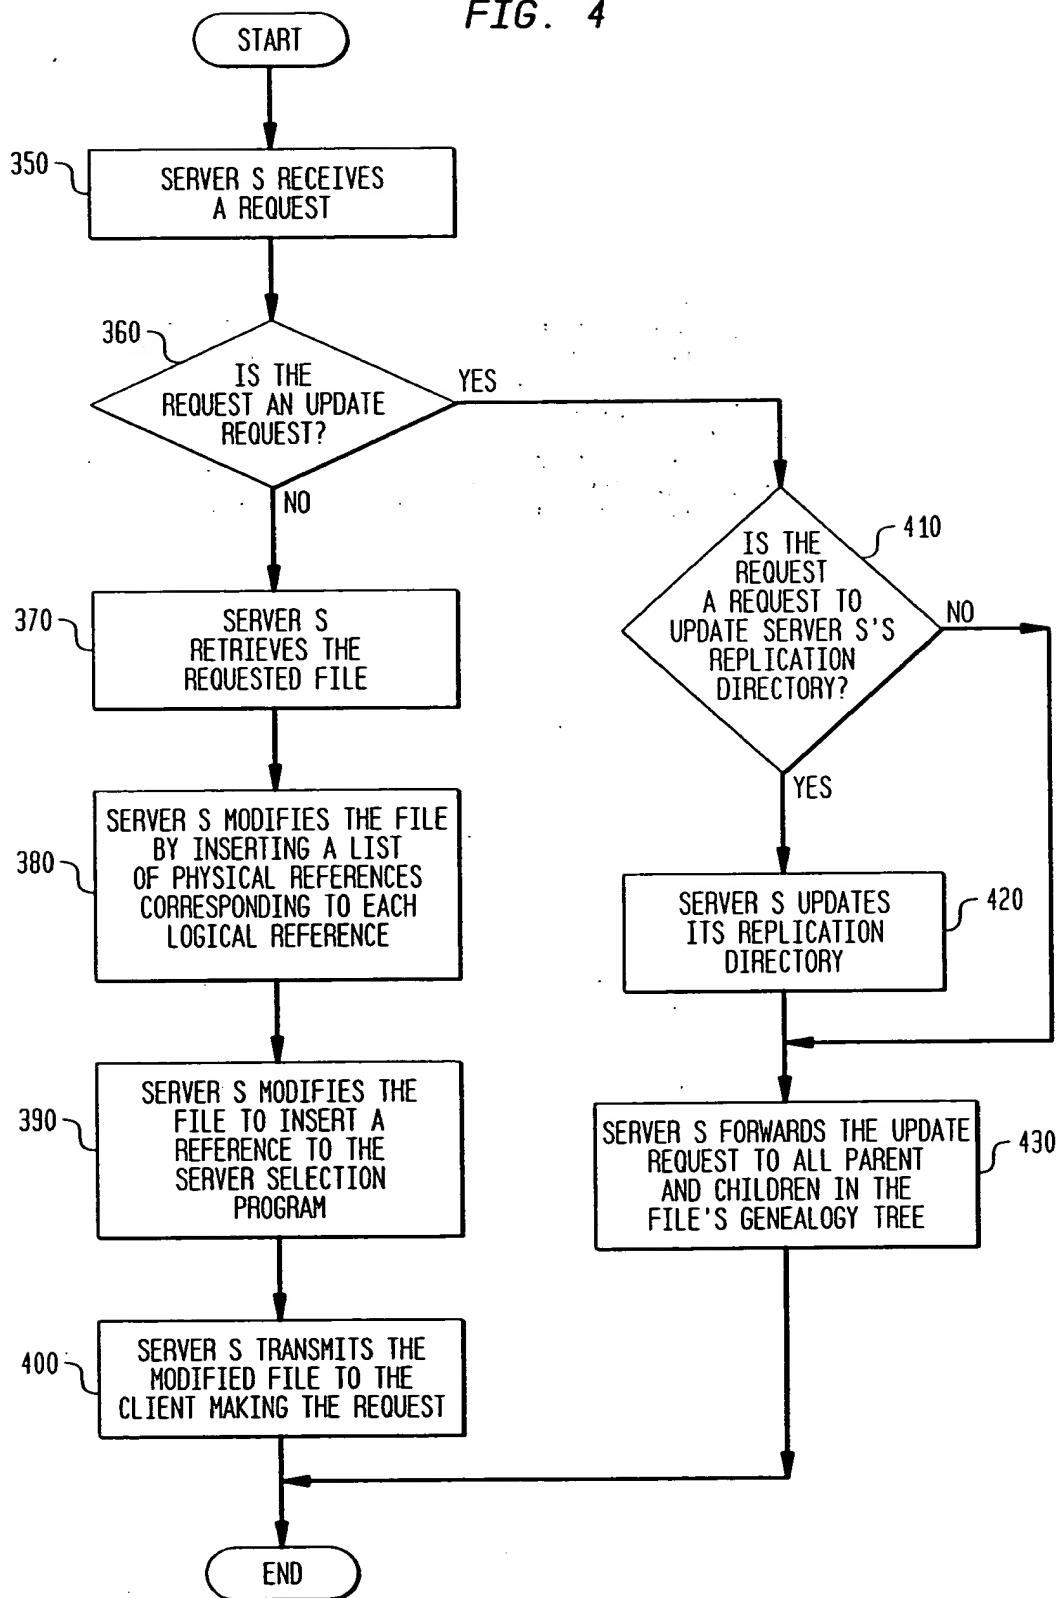 FIG. 4
START
350
SERVER S RECEIVES
A REQUEST
360
IS THE
REQUEST AN UPDATE
REQUEST?
YES
NO
370
SERVER S
RETRIEVES THE
REQUESTED FILE
380
SERVER S MODIFIES THE FILE
BY INSERTING A LIST
OF PHYSICAL REFERENCES
CORRESPONDING TO EACH
LOGICAL REFERENCE
390
SERVER S MODIFIES THE
FILE TO INSERT A
REFERENCE TO THE
SERVER SELECTION
PROGRAM
400
SERVER S TRANSMITS THE
MODIFIED FILE TO THE
CLIENT MAKING THE REQUEST
410
IS THE
REQUEST
A REQUEST TO
UPDATE SERVER S'S
REPLICATION
DIRECTORY?
NO
YES
420
SERVER S UPDATES
ITS REPLICATION
DIRECTORY
430
SERVER S FORWARDS THE UPDATE
REQUEST TO ALL PARENT
AND CHILDREN IN THE
FILE'S GENEALOGY TREE
END